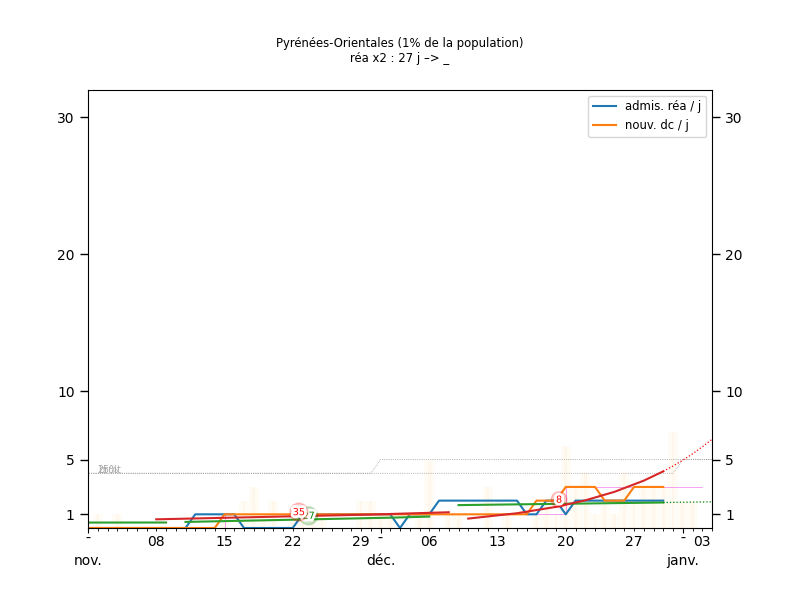 Pyrénées-Orientales (1% de la population)
réa x2 : 27 j –> _
admis. réa / j
nouv. dc / j
30 30
20 20
10 10
5 5
1 1
35
8
- 08 15 22 29 - 06 13 20 27 - 03
nov. déc. janv.